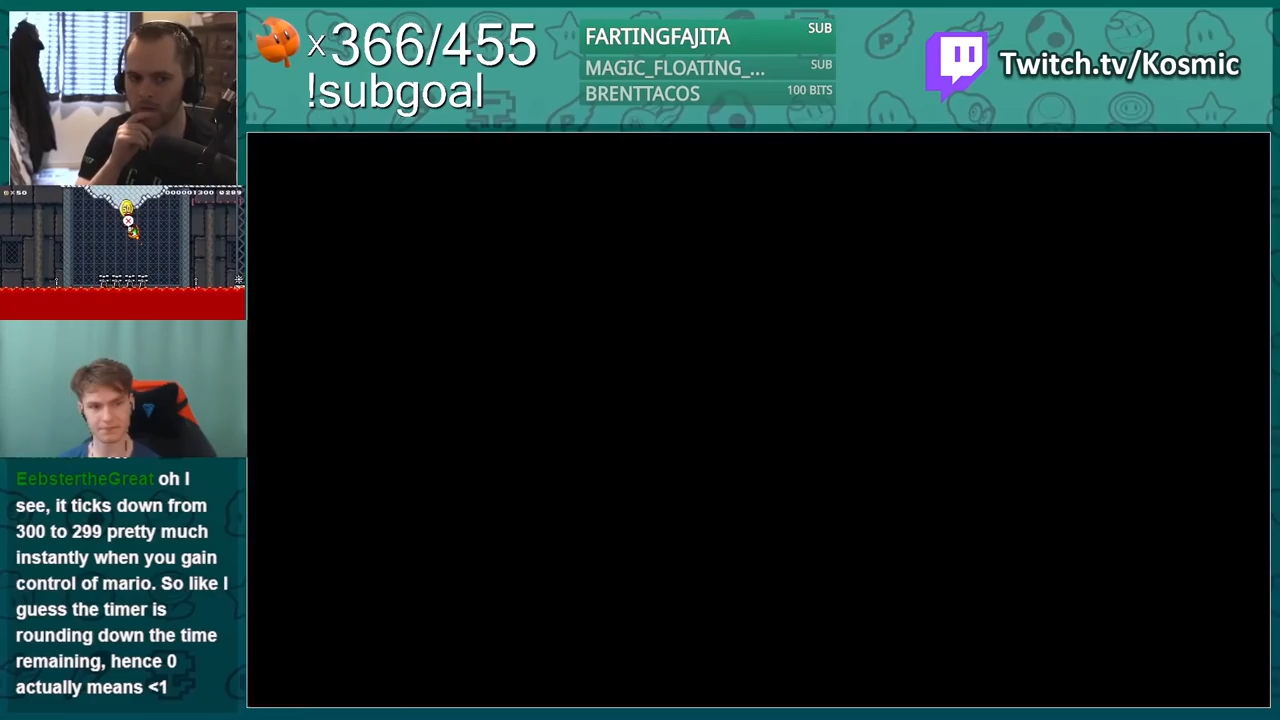 x366/455
!subgoal
FARTINGFAJITA SUB
MAGIC_FLOATING_... SUB
BRENTTACOS 100 BITS
Twitch.tv/Kosmic
EebstertheGreat oh I
see, it ticks down from
300 to 299 pretty much
instantly when you gain
control of mario. So like I
guess the timer is
rounding down the time
remaining, hence 0
actually means <1